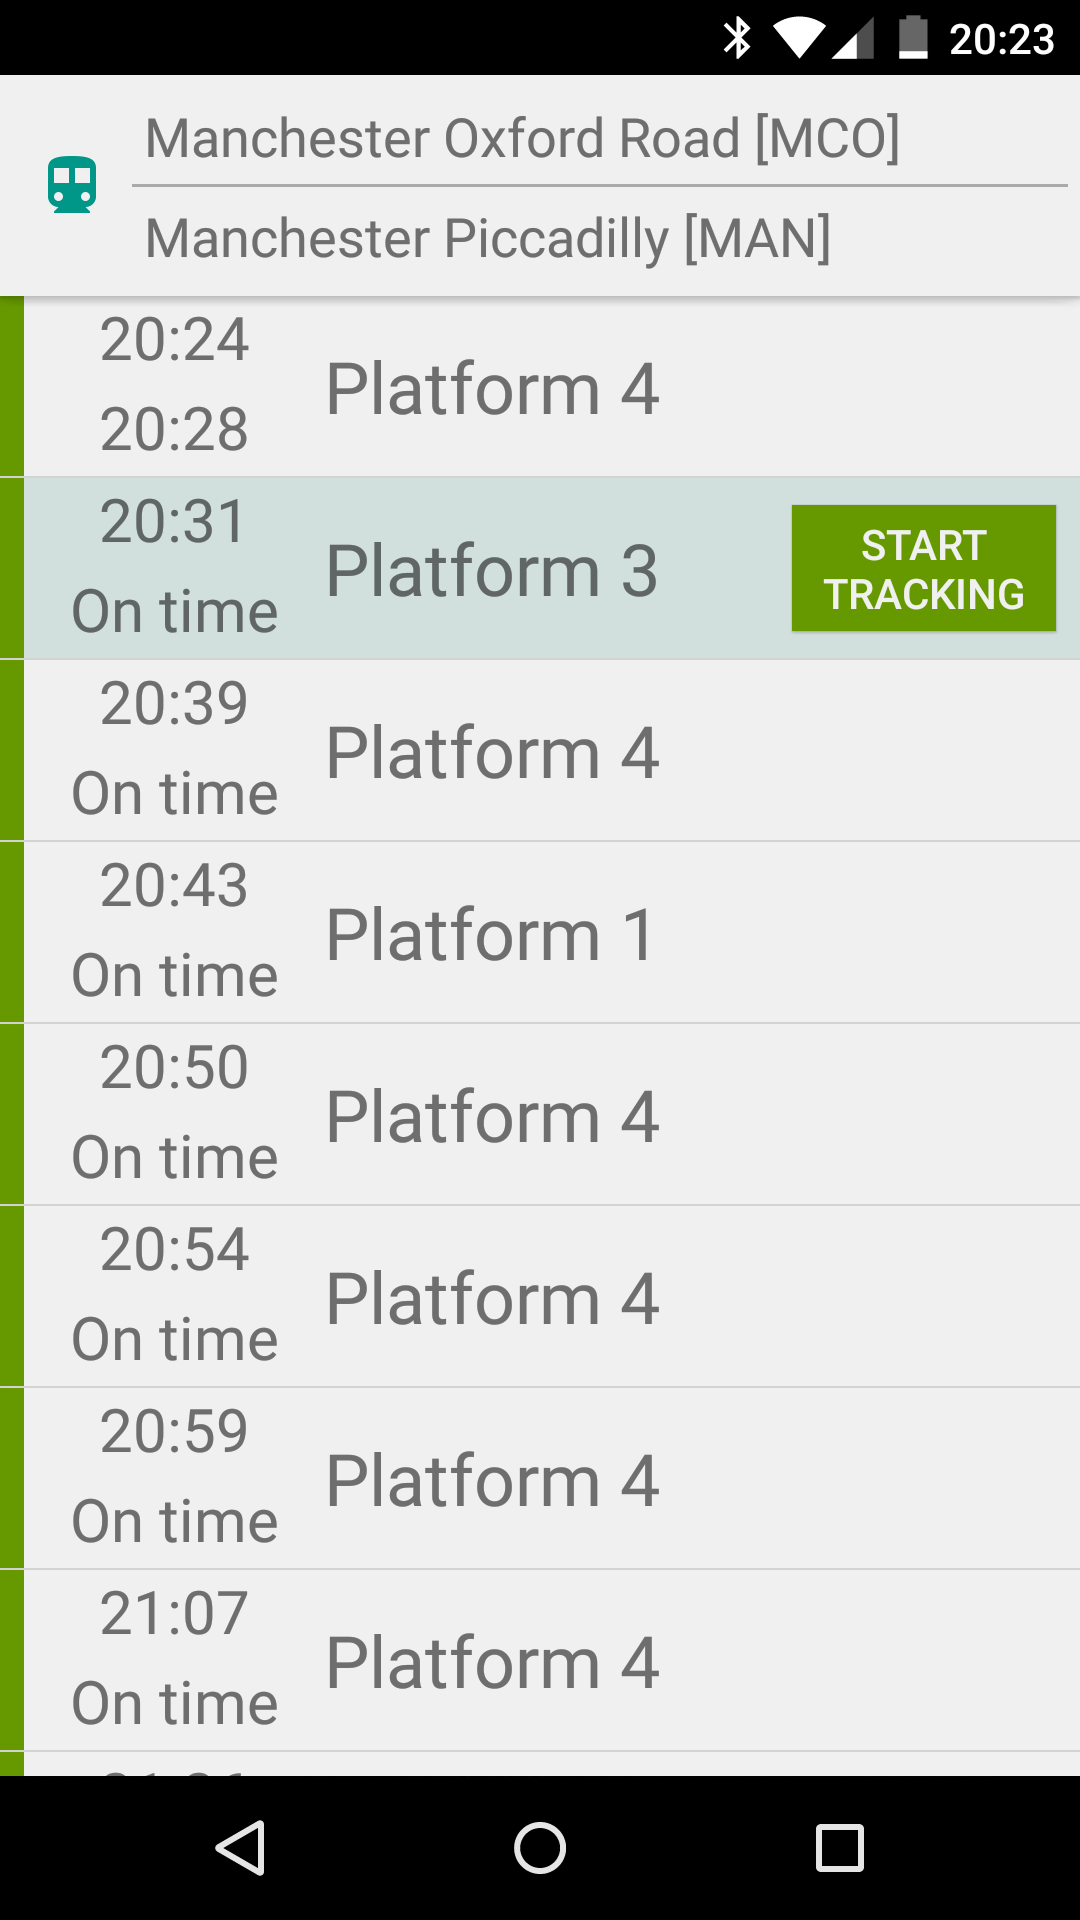 20:23
Manchester Oxford Road [MCO]
Manchester Piccadilly [MAN]
20:24
20:28
Platform 4
20:31
On time
Platform 3
START
TRACKING
20:39
On time
Platform 4
20:43
On time
Platform 1
20:50
On time
Platform 4
20:54
On time
Platform 4
20:59
On time
Platform 4
21:07
On time
Platform 4